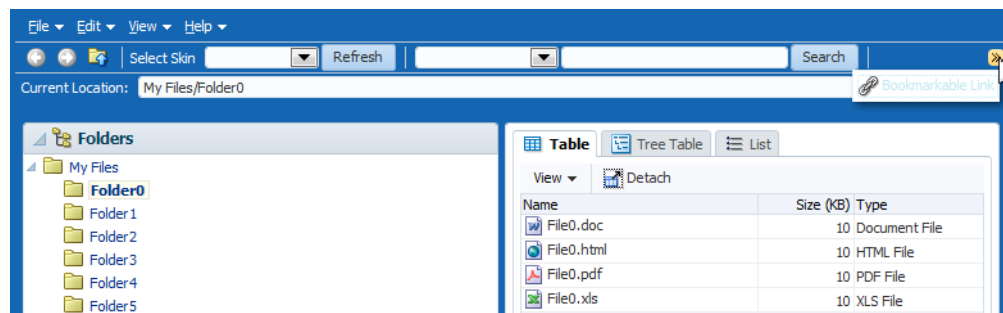 File Edit View Help
Select Skin Refresh Search
Bookmarkable Link
Current Location: My Files/Folder0
Folders
My Files
Folder0
Folder1
Folder2
Folder3
Folder4
Folder5
Table Tree Table List
View Detach
Name Size (KB) Type
File0.doc 10 Document File
File0.html 10 HTML File
File0.pdf 10 PDF File
File0.xls 10 XLS File